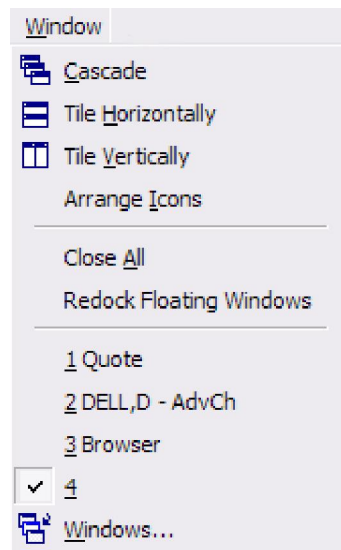 Window
Cascade
Tile Horizontally
Tile Vertically
Arrange Icons
Close All
Redock Floating Windows
1 Quote
2 DELL,D - AdvCh
3 Browser
4
Windows...